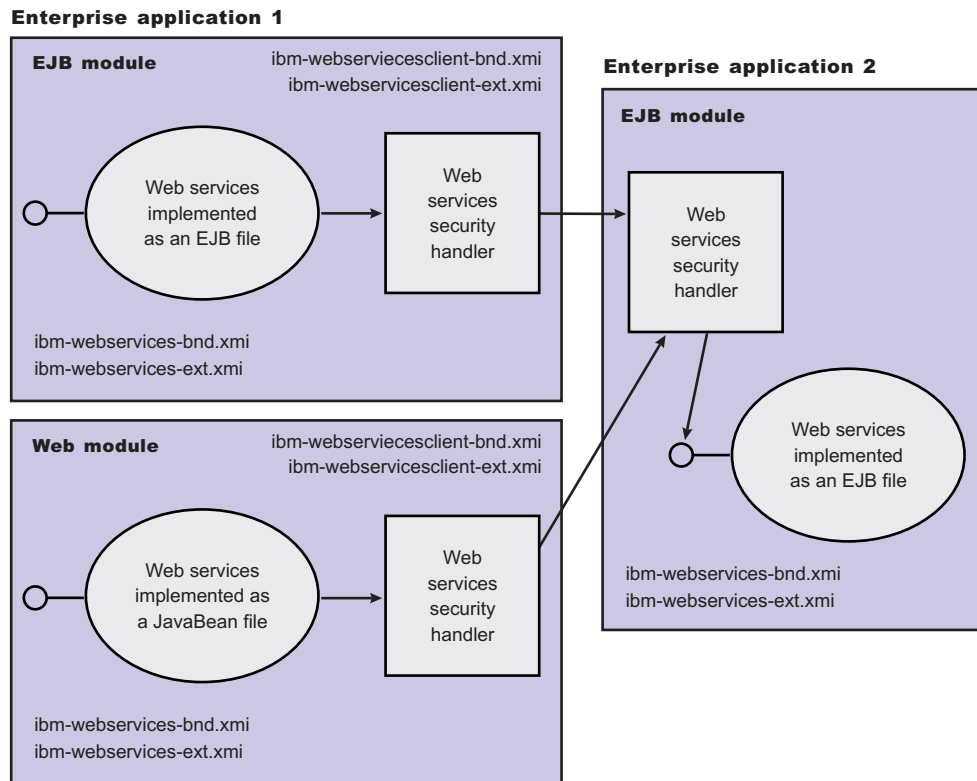 Enterprise application 1
EJB module
ibm-webserviecesclient-bnd.xmi
ibm-webservicesclient-ext.xmi
Web services
implemented
as an EJB file
Web
services
security
handler
ibm-webservices-bnd.xmi
ibm-webservices-ext.xmi
Web module
ibm-webserviecesclient-bnd.xmi
ibm-webservicesclient-ext.xmi
Web services
implemented as
a JavaBean file
Web
services
security
handler
ibm-webservices-bnd.xmi
ibm-webservices-ext.xmi
Enterprise application 2
EJB module
Web
services
security
handler
Web services
implemented
as an EJB file
ibm-webservices-bnd.xmi
ibm-webservices-ext.xmi